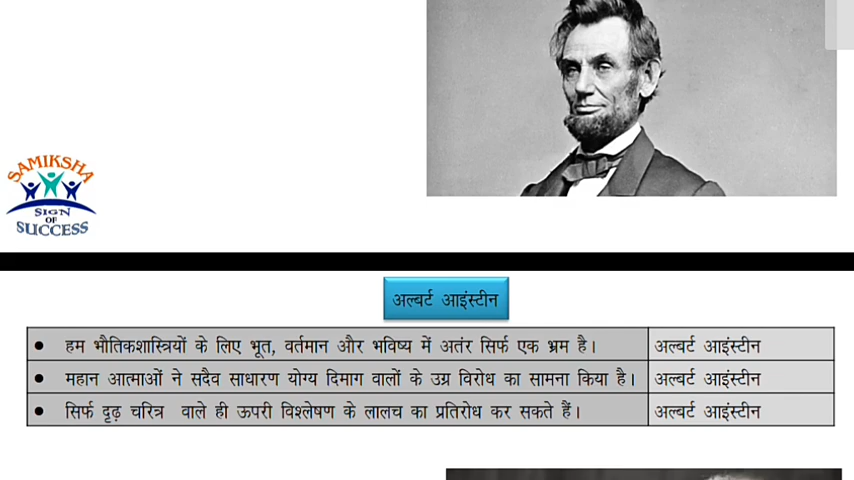 SAMIKSHA
SIGN
OF
SUCCESS
अल्बर्ट आइंस्टीन
• हम भौतिकशास्त्रियों के लिए भूत, वर्तमान और भविष्य में अतंर सिर्फ एक भ्रम है। अल्बर्ट आइंस्टीन
• महान आत्माओं ने सदैव साधारण योग्य दिमाग वालों के उग्र विरोध का सामना किया है। अल्बर्ट आइंस्टीन
• सिर्फ दृढ़ चरित्र वाले ही ऊपरी विश्लेषण के लालच का प्रतिरोध कर सकते हैं। अल्बर्ट आइंस्टीन